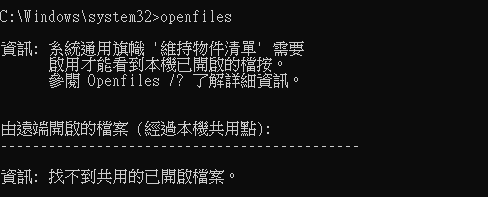 C:\Windows\system32>openfiles
資訊: 系統通用旗幟 '維持物件清單' 需要
啟用才能看到本機已開啟的檔按。
參閱 Openfiles /? 了解詳細資訊。
由遠端開啟的檔案 (經過本機共用點):
---------------------------------------------
資訊: 找不到共用的已開啟檔案。